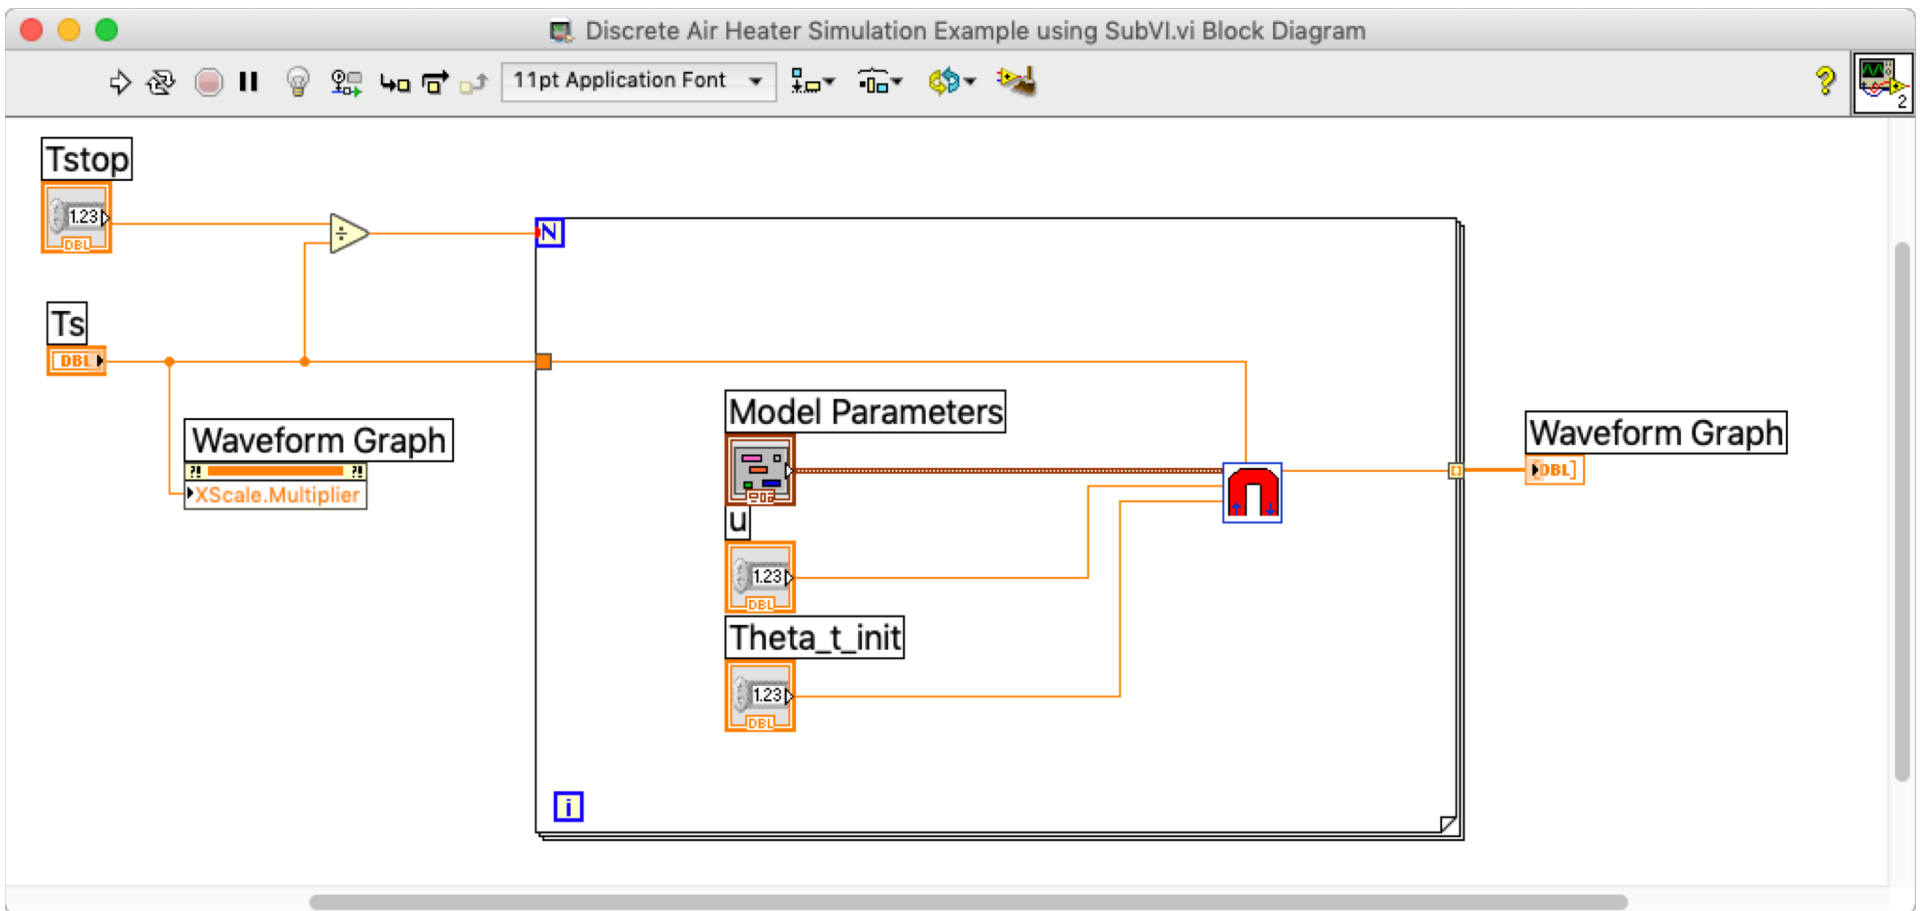 Discrete Air Heater Simulation Example using SubVI.vi Block Diagram
11pt Application Font
?
2
Tstop
1.23
DBL
N
Ts
DBL
Waveform Graph
?! ?!
XScale.Multiplier
Model Parameters
u
1.23
DBL
Theta_t_init
1.23
DBL
i
Waveform Graph
[DBL]